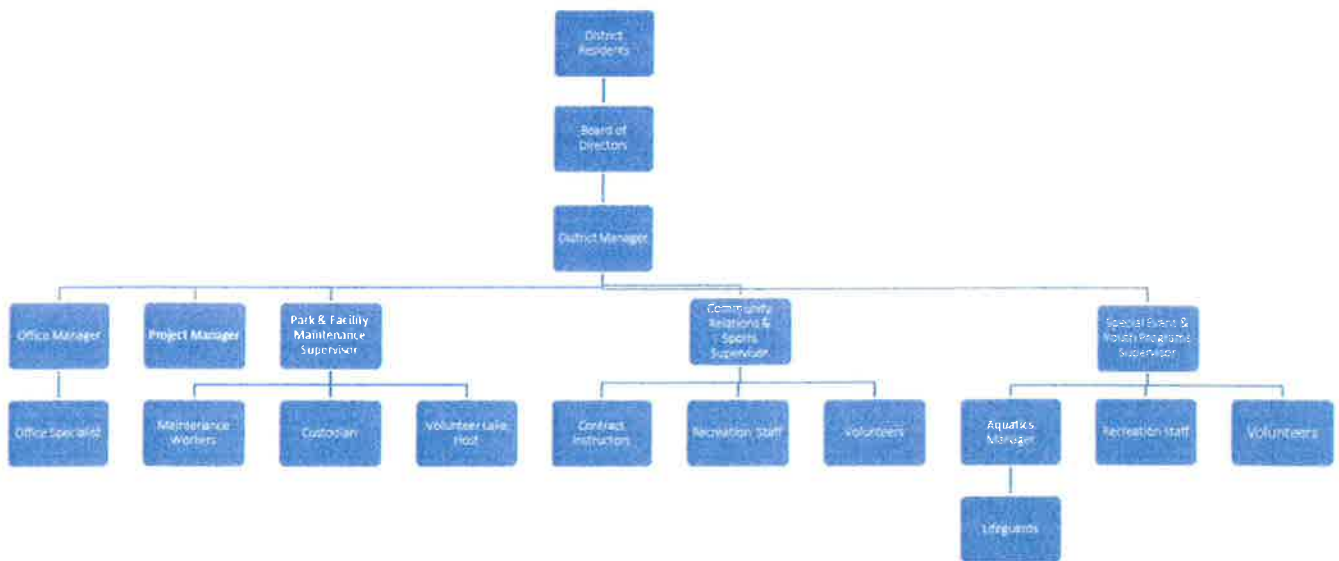 District
Residents
Board of
Directors
District Manager
Office Manager
Project Manager
Park & Facility
Maintenance
Supervisor
Community
Relations &
Sports
Supervisor
Special Event &
Youth Programs
Supervisor
Office Specialist
Maintenance
Workers
Custodian
Volunteer Lake
Host
Contract
Instructors
Recreation Staff
Volunteers
Aquatics
Manager
Recreation Staff
Volunteers
Lifeguards